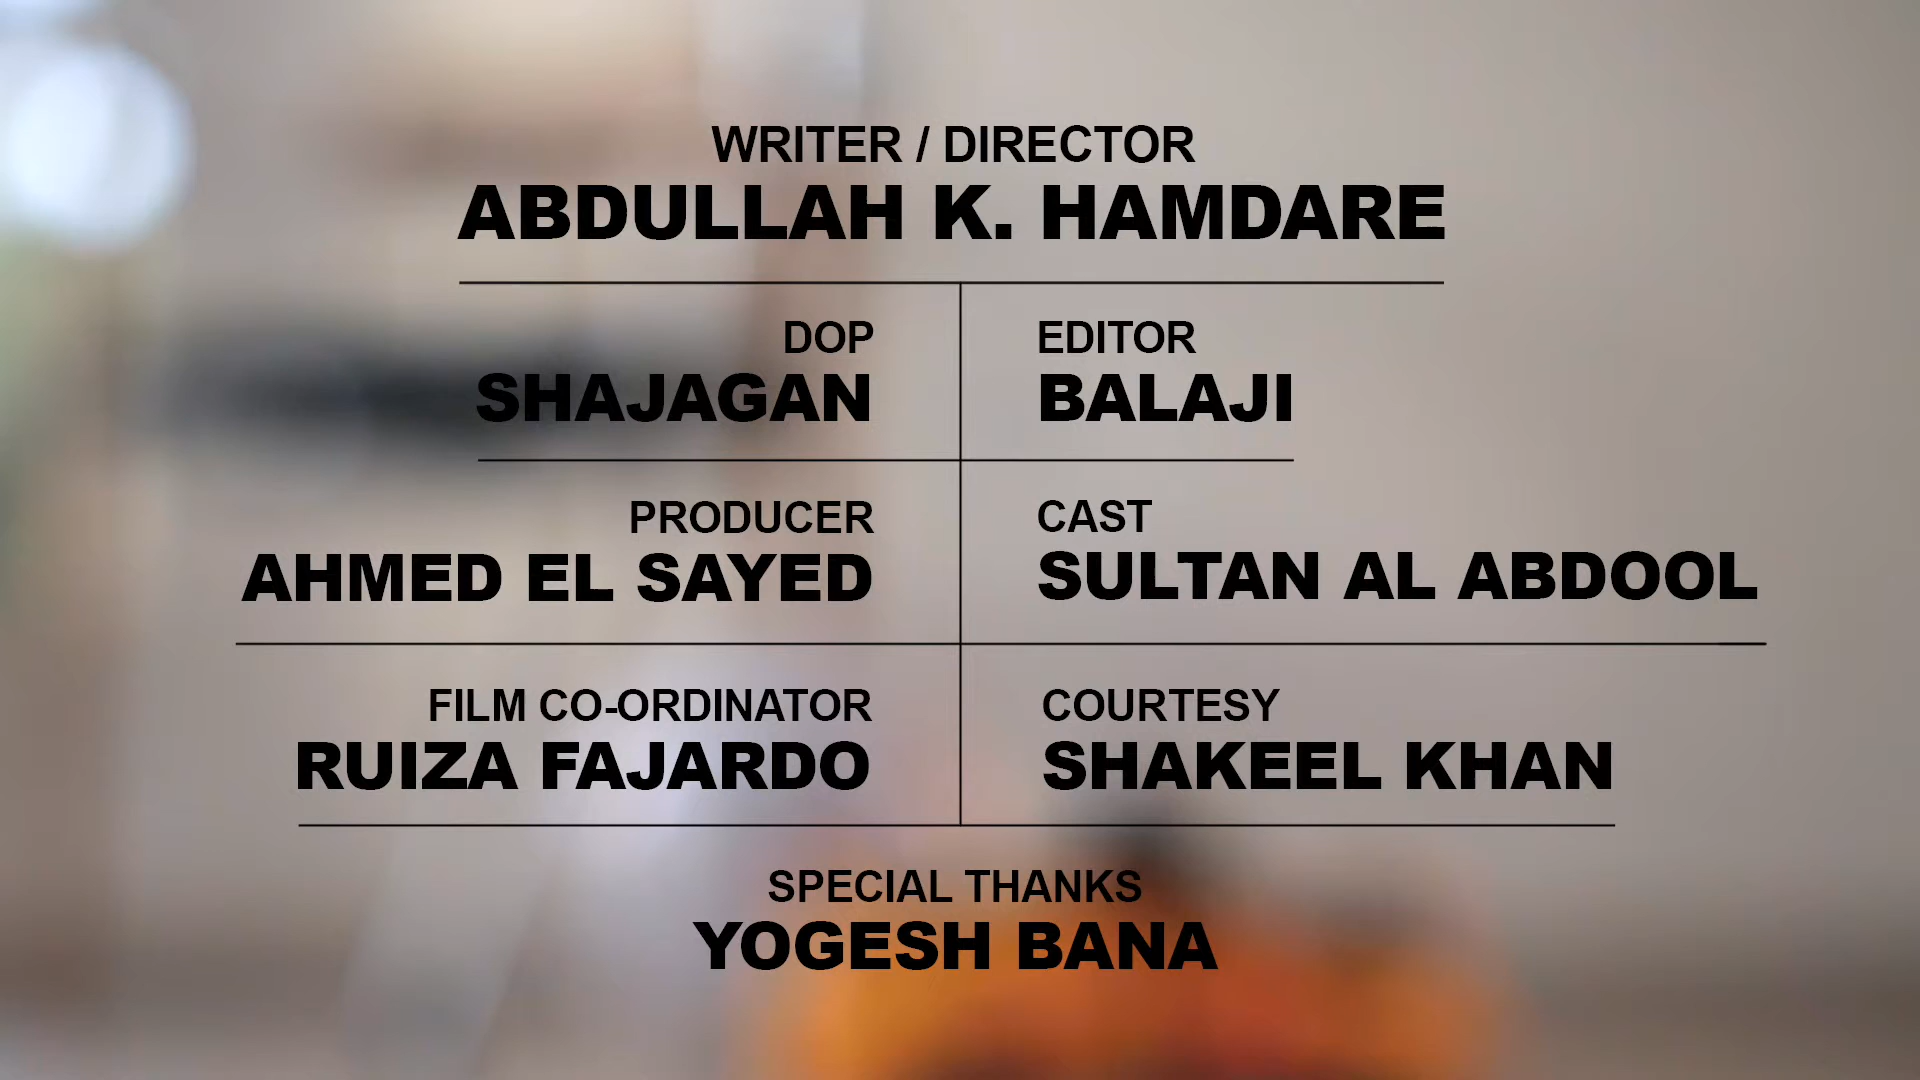 WRITER / DIRECTOR
ABDULLAH K. HAMDARE
DOP
SHAJAGAN
EDITOR
BALAJI
PRODUCER
AHMED EL SAYED
CAST
SULTAN AL ABDOOL
FILM CO-ORDINATOR
RUIZA FAJARDO
COURTESY
SHAKEEL KHAN
SPECIAL THANKS
YOGESH BANA